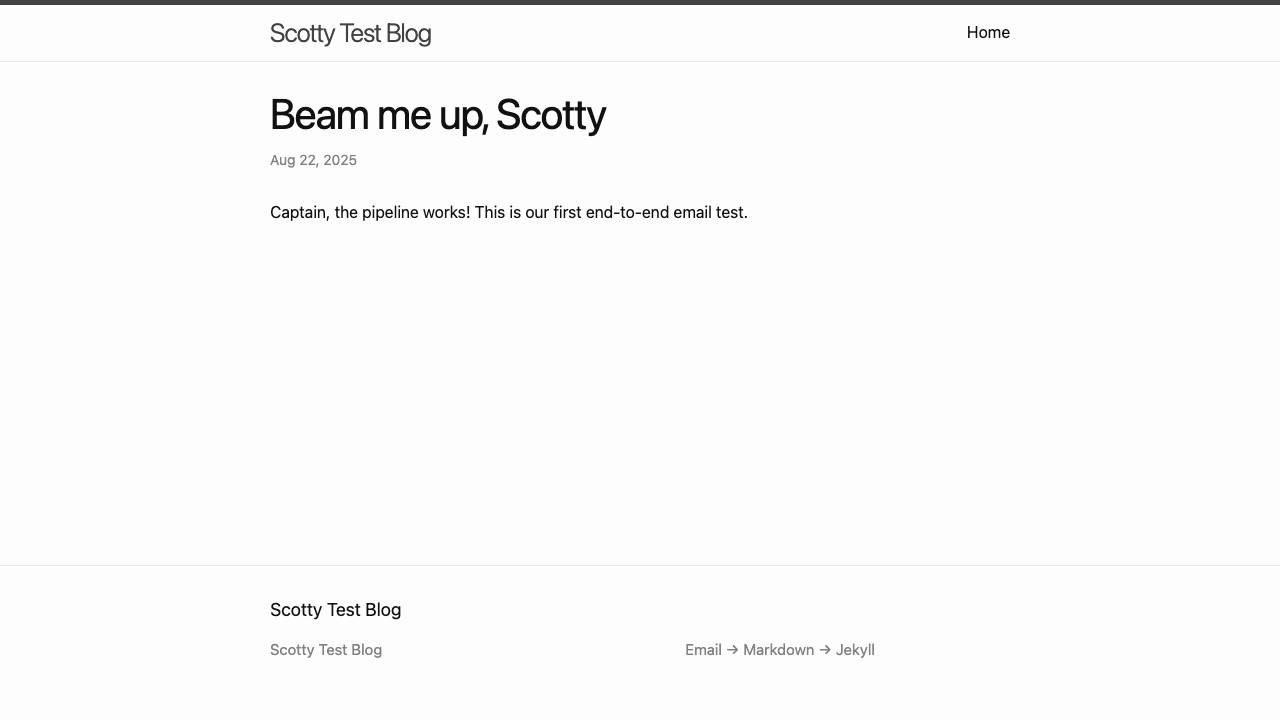 Scotty Test Blog
Home
Beam me up, Scotty
Aug 22, 2025
Captain, the pipeline works! This is our first end-to-end email test.
Scotty Test Blog
Scotty Test Blog
Email → Markdown → Jekyll